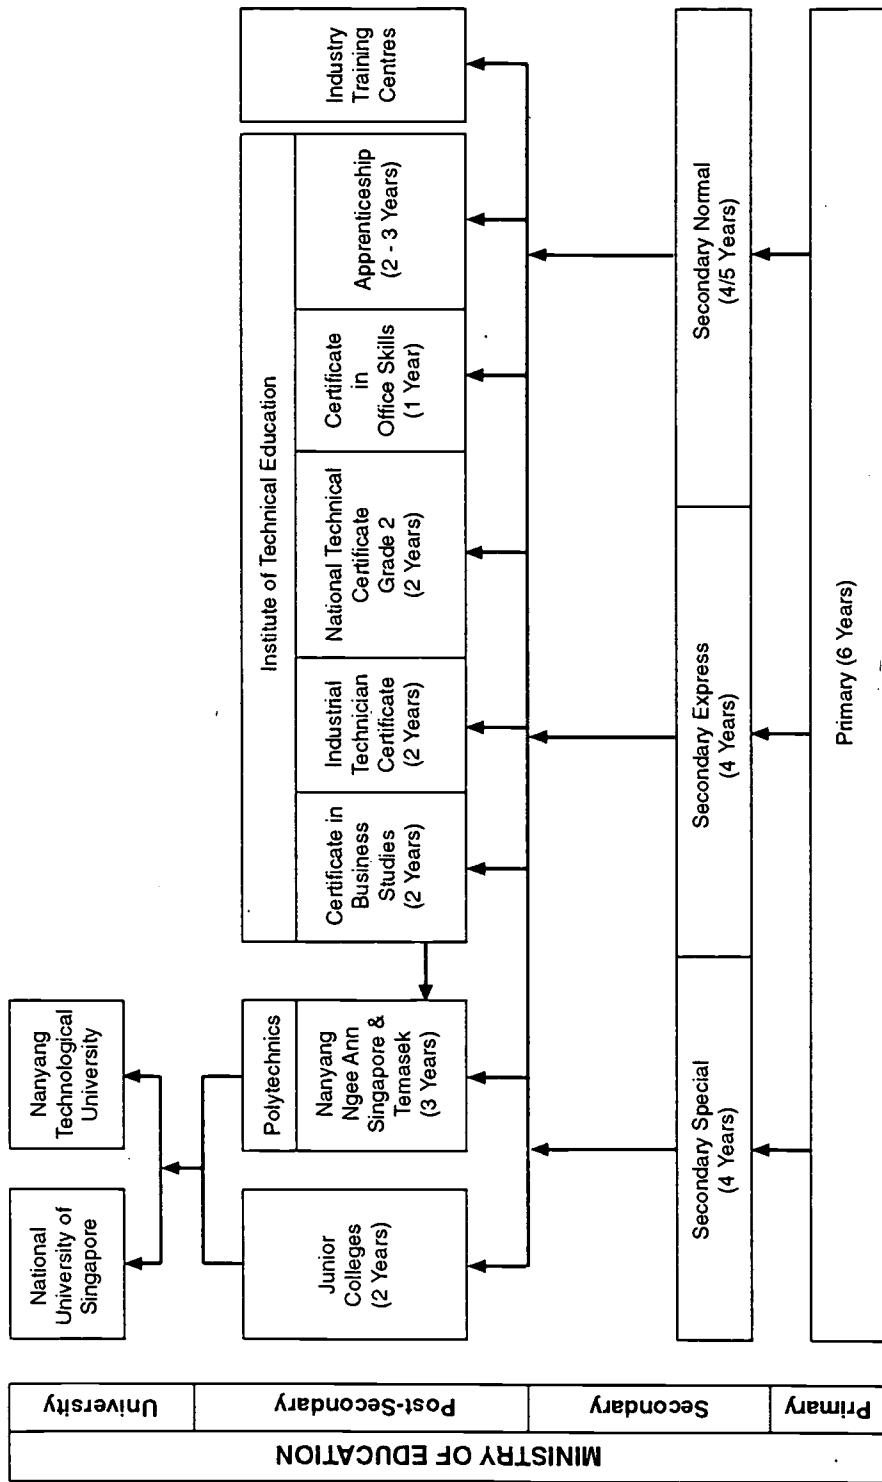 MINISTRY OF EDUCATION
University
Post-Secondary
Secondary
Primary
National
University of
Singapore
Nanyang
Technological
University
Junior
Colleges
(2 Years)
Polytechnics
Nanyang
Ngee Ann
Singapore &
Temasek
(3 Years)
Institute of Technical Education
Certificate in
Business
Studies
(2 Years)
Industrial
Technician
Certificate
(2 Years)
National Technical
Certificate
Grade 2
(2 Years)
Certificate
in
Office Skills
(1 Year)
Apprenticeship
(2 - 3 Years)
Industry
Training
Centres
Secondary Special
(4 Years)
Secondary Express
(4 Years)
Secondary Normal
(4/5 Years)
Primary (6 Years)